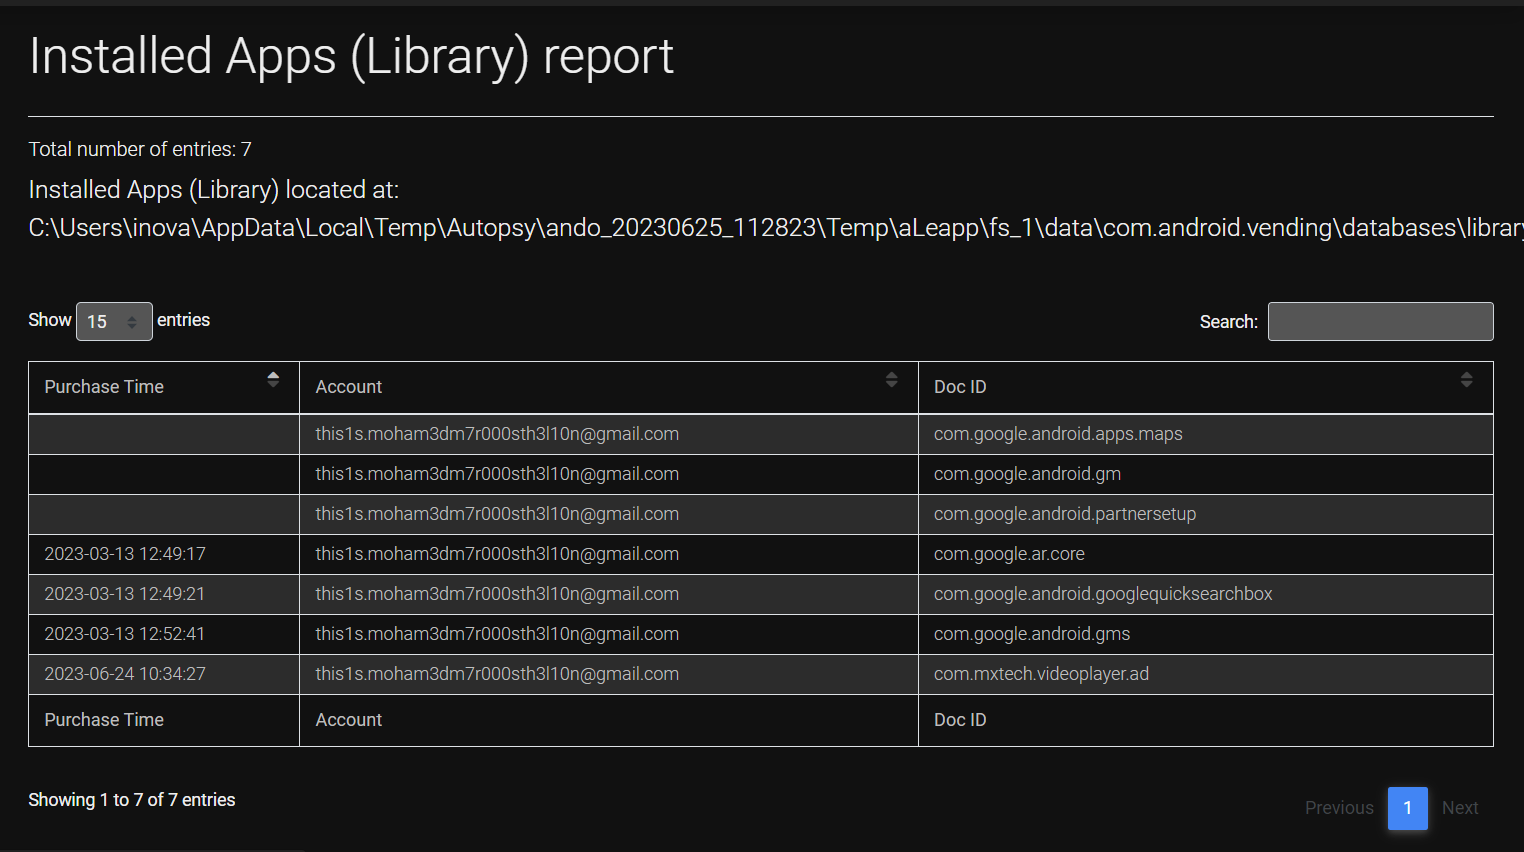 Installed Apps (Library) report
Total number of entries: 7
Installed Apps (Library) located at:
C:\Users\inova\AppData\Local\Temp\Autopsy\ando_20230625_112823\Temp\aLeapp\fs_1\data\com.android.vending\databases\library
Show 15 entries Search:
Purchase Time Account Doc ID
this1s.moham3dm7r000sth3l10n@gmail.com com.google.android.apps.maps
this1s.moham3dm7r000sth3l10n@gmail.com com.google.android.gm
this1s.moham3dm7r000sth3l10n@gmail.com com.google.android.partnersetup
2023-03-13 12:49:17 this1s.moham3dm7r000sth3l10n@gmail.com com.google.ar.core
2023-03-13 12:49:21 this1s.moham3dm7r000sth3l10n@gmail.com com.google.android.googlequicksearchbox
2023-03-13 12:52:41 this1s.moham3dm7r000sth3l10n@gmail.com com.google.android.gms
2023-06-24 10:34:27 this1s.moham3dm7r000sth3l10n@gmail.com com.mxtech.videoplayer.ad
Purchase Time Account Doc ID
Showing 1 to 7 of 7 entries
Previous 1 Next